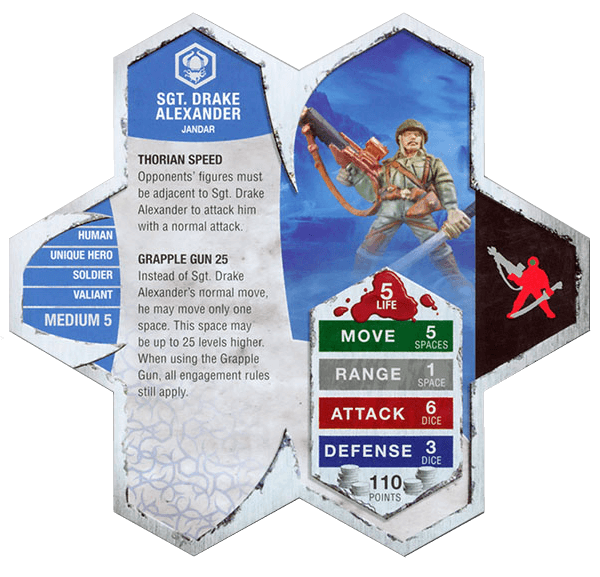 SGT. DRAKE
ALEXANDER
JANDAR
THORIAN SPEED
Opponents' figures must
be adjacent to Sgt. Drake
Alexander to attack him
with a normal attack.
GRAPPLE GUN 25
Instead of Sgt. Drake
Alexander's normal move,
he may move only one
space. This space may
be up to 25 levels higher.
When using the Grapple
Gun, all engagement rules
still apply.
HUMAN
UNIQUE HERO
SOLDIER
VALIANT
MEDIUM 5
5
LIFE
MOVE 5
SPACES
RANGE 1
SPACE
ATTACK 6
DICE
DEFENSE 3
DICE
110
POINTS